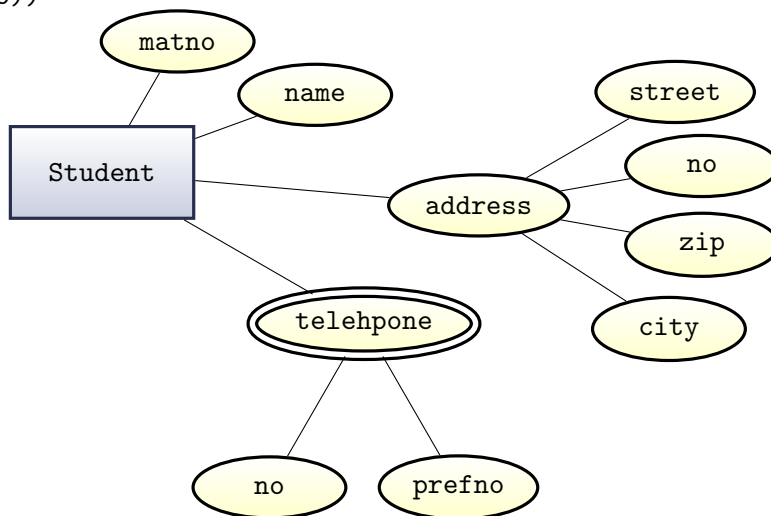 matno
name
street
Student
no
address
zip
telehpone
city
no
prefno